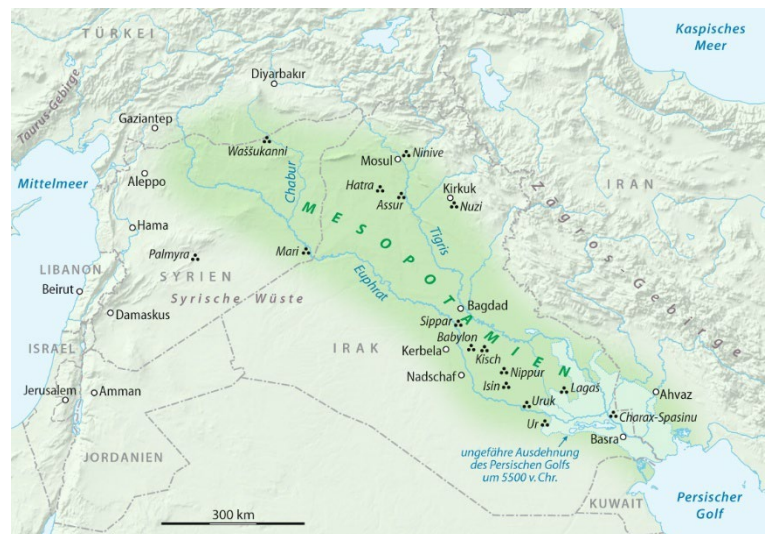 TÜRKEI
Kaspisches
Meer
Diyarbakır
Taurus-Gebirge
Gaziantep
Waššukanni
Mosul
Ninive
Mittelmeer
Aleppo
Chabur
Hatra
Assur
Kirkuk
Nuzi
IRAN
Zāgros-Gebirge
Hama
MESOPOTAMIEN
Tigris
Palmyra
Mari
SYRIEN
LIBANON
Beirut
Syrische Wüste
Euphrat
Bagdad
Damaskus
Sippar
Babylon
ISRAEL
IRAK
Kerbela
Kisch
Nadschaf
Nippur
Isin
Lagaš
Jerusalem
Amman
Ahvaz
Uruk
Charax-Spasinu
Ur
Basra
ungefähre Ausdehnung
des Persischen Golfs
um 5500 v. Chr.
JORDANIEN
KUWAIT
Persischer
Golf
300 km